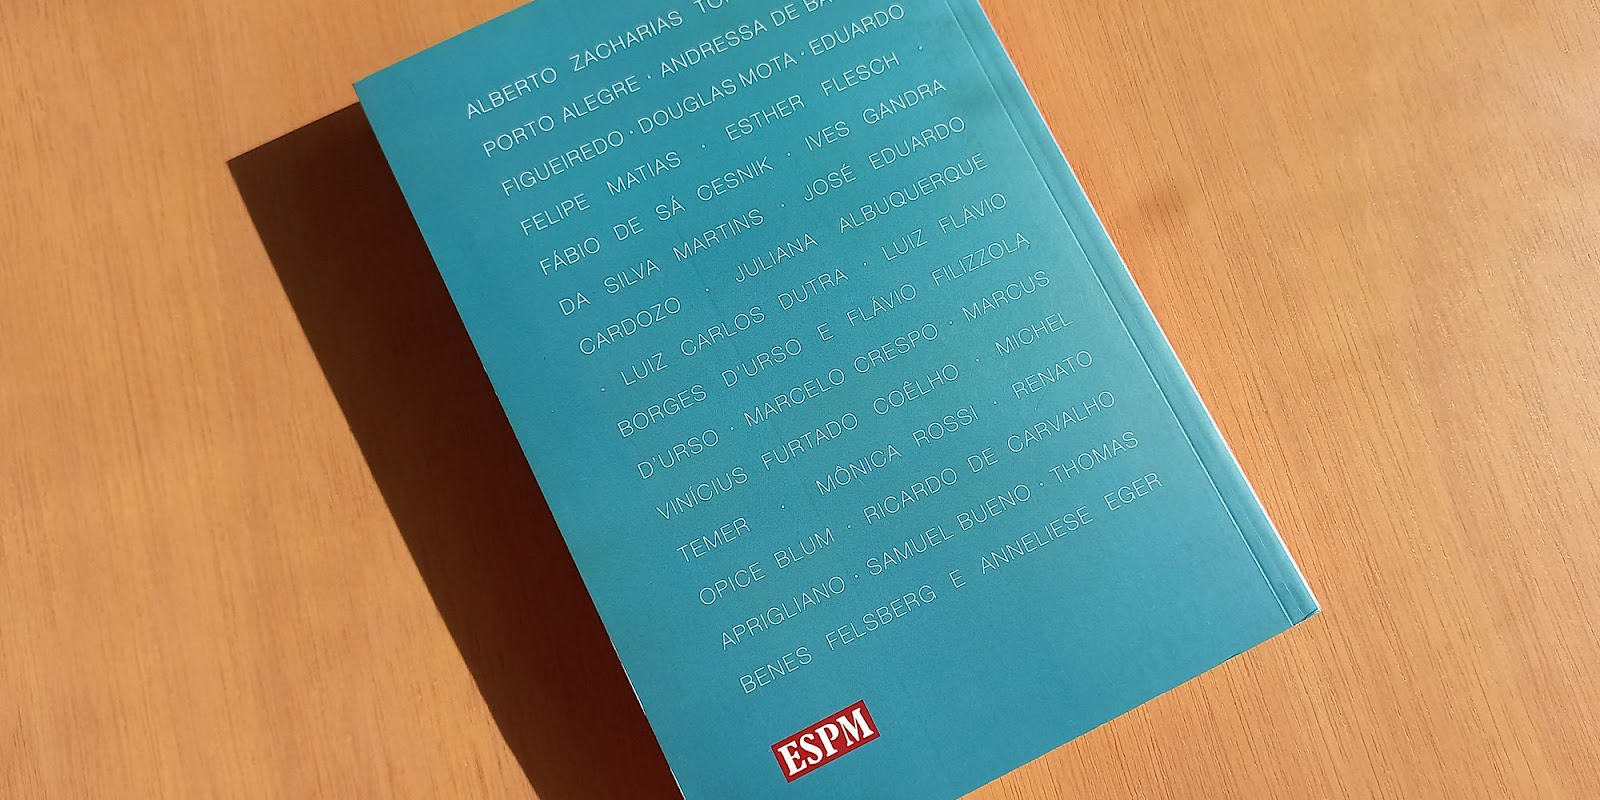 ALBERTO ZACHARIAS
PORTO ALEGRE · ANDRESSA DE
FIGUEIREDO · DOUGLAS MOTA · EDUARDO
FELIPE MATIAS · ESTHER FLESCH ·
FÁBIO DE SÁ CESNIK · IVES GANDRA
DA SILVA MARTINS · JOSÉ EDUARDO
CARDOZO · JULIANA ALBUQUERQUE
· LUIZ CARLOS DUTRA · LUIZ FLÁVIO
BORGES D'URSO E FLÁVIO FILIZZOLA
D'URSO · MARCELO CRESPO · MARCUS
VINÍCIUS FURTADO COÊLHO · MICHEL
TEMER · MÔNICA ROSSI · RENATO
OPICE BLUM · RICARDO DE CARVALHO
APRIGLIANO · SAMUEL BUENO · THOMAS
BENES FELSBERG E ANNELIESE EGER
ESPM